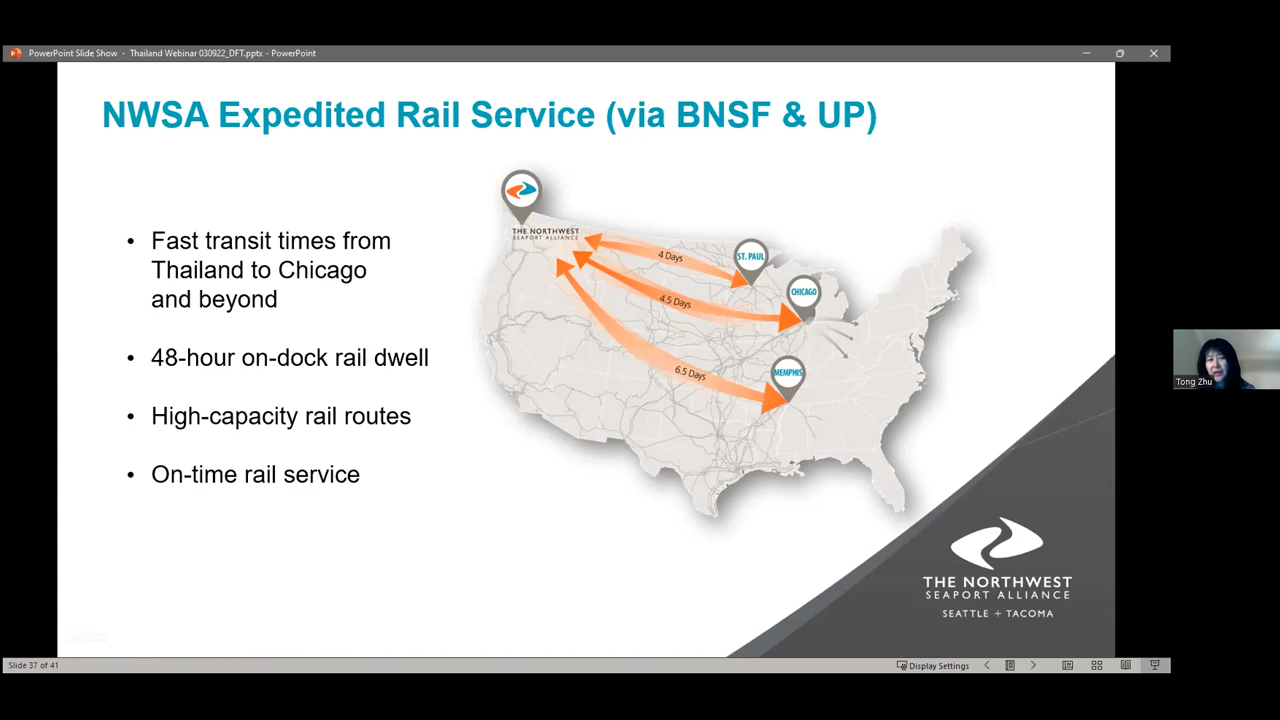 PowerPoint Slide Show - Thailand Webinar 030922_DFT.pptx - PowerPoint
NWSA Expedited Rail Service (via BNSF & UP)
• Fast transit times from
Thailand to Chicago
and beyond
• 48-hour on-dock rail dwell
• High-capacity rail routes
• On-time rail service
THE NORTHWEST
SEAPORT ALLIANCE
4 Days
ST. PAUL
4.5 Days
CHICAGO
6.5 Days
MEMPHIS
THE NORTHWEST
SEAPORT ALLIANCE
SEATTLE + TACOMA
Tong Zhu
Slide 37 of 41
Display Settings